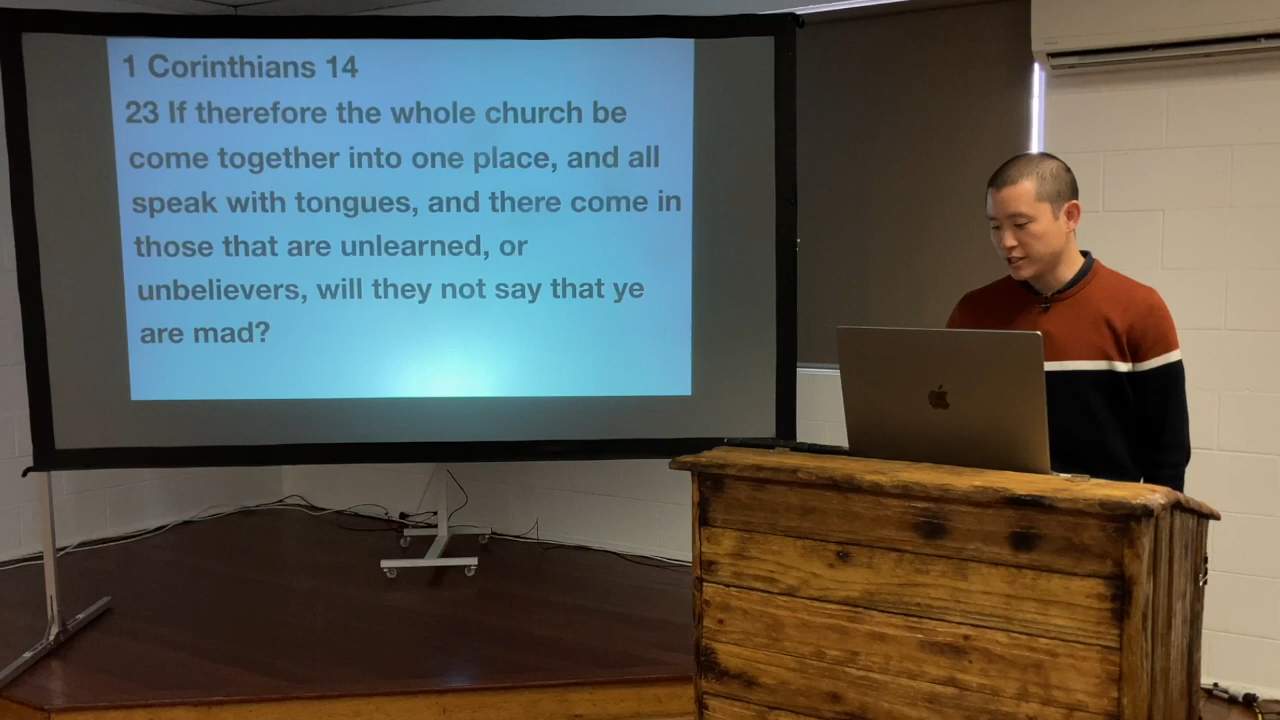 1 Corinthians 14
23 If therefore the whole church be
come together into one place, and all
speak with tongues, and there come in
those that are unlearned, or
unbelievers, will they not say that ye
are mad?